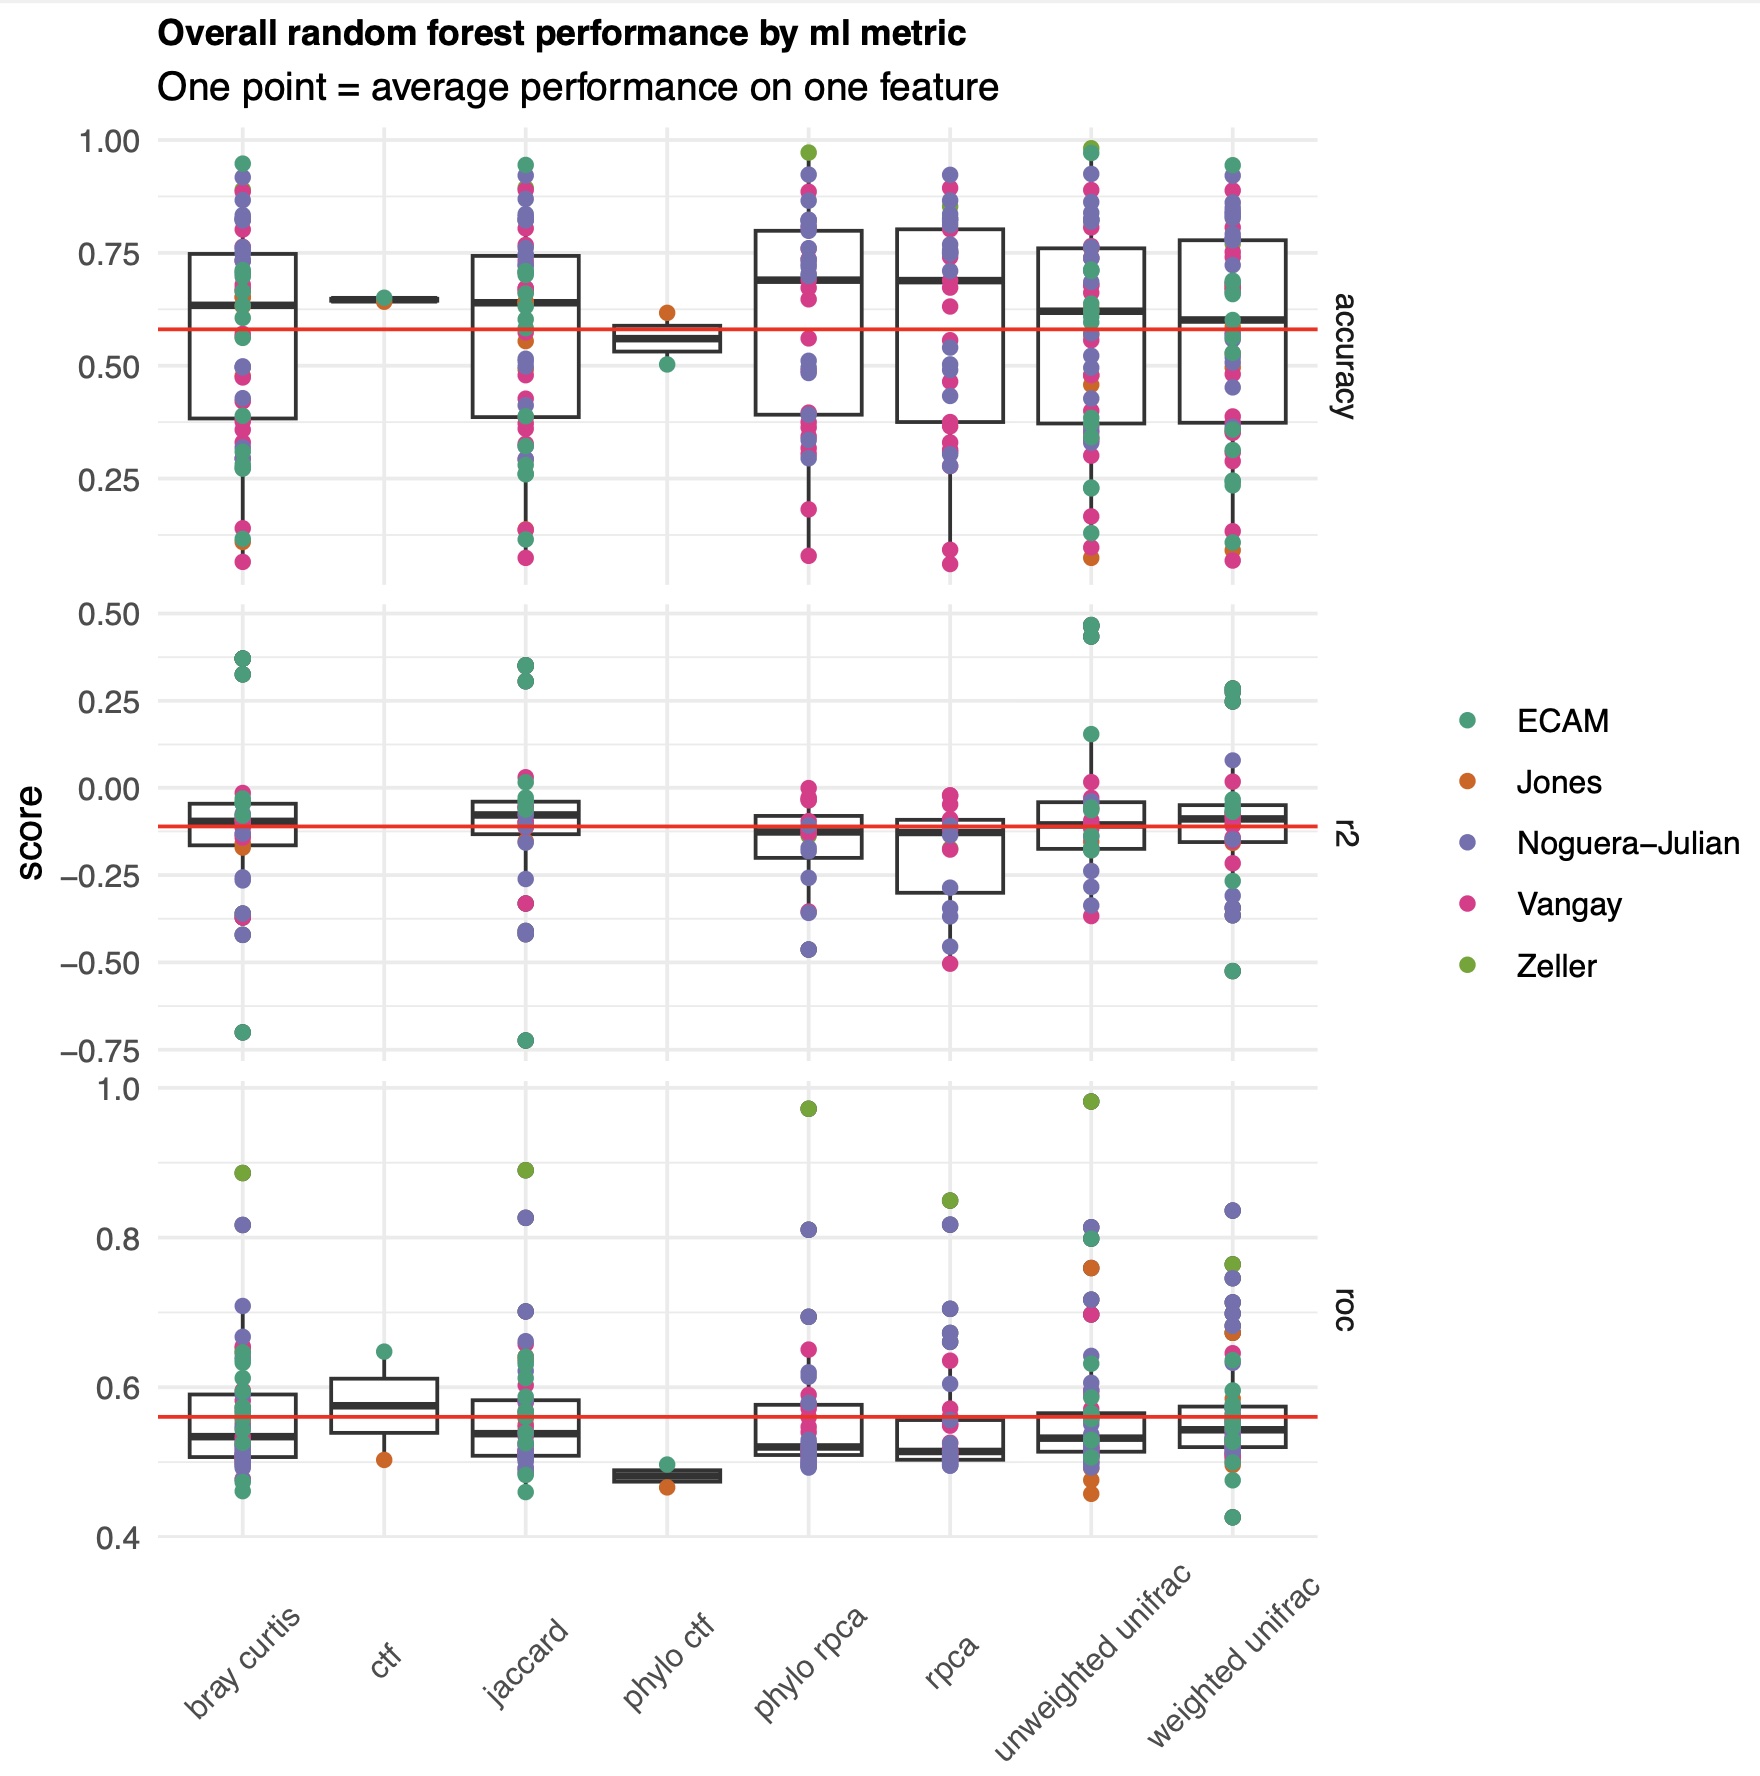 Overall random forest performance by ml metric
One point = average performance on one feature
1.00
0.75
0.50
0.25
accuracy
0.50
0.25
0.00
−0.25
−0.50
−0.75
r2
score
1.0
0.8
0.6
0.4
roc
bray curtis
ctf
jaccard
phylo ctf
phylo rpca
rpca
unweighted unifrac
weighted unifrac
ECAM
Jones
Noguera−Julian
Vangay
Zeller